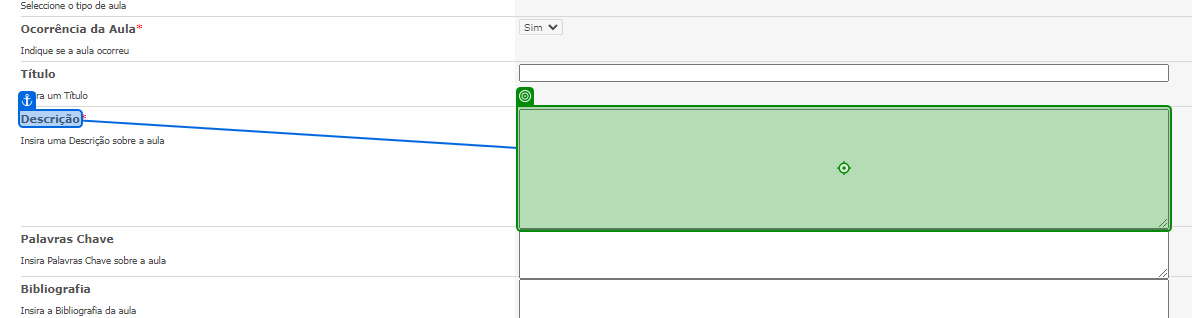 Seleccione o tipo de aula
Ocorrência da Aula*
Sim
Indique se a aula ocorreu
Título
ra um Título
Descrição*
Insira uma Descrição sobre a aula
Palavras Chave
Insira Palavras Chave sobre a aula
Bibliografia
Insira a Bibliografia da aula